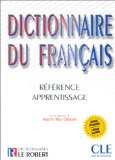 DICTIONNAIRE
DU FRANÇAIS
RÉFÉRENCE
APPRENTISSAGE
DICTIONNAIRES
LE ROBERT
CLE